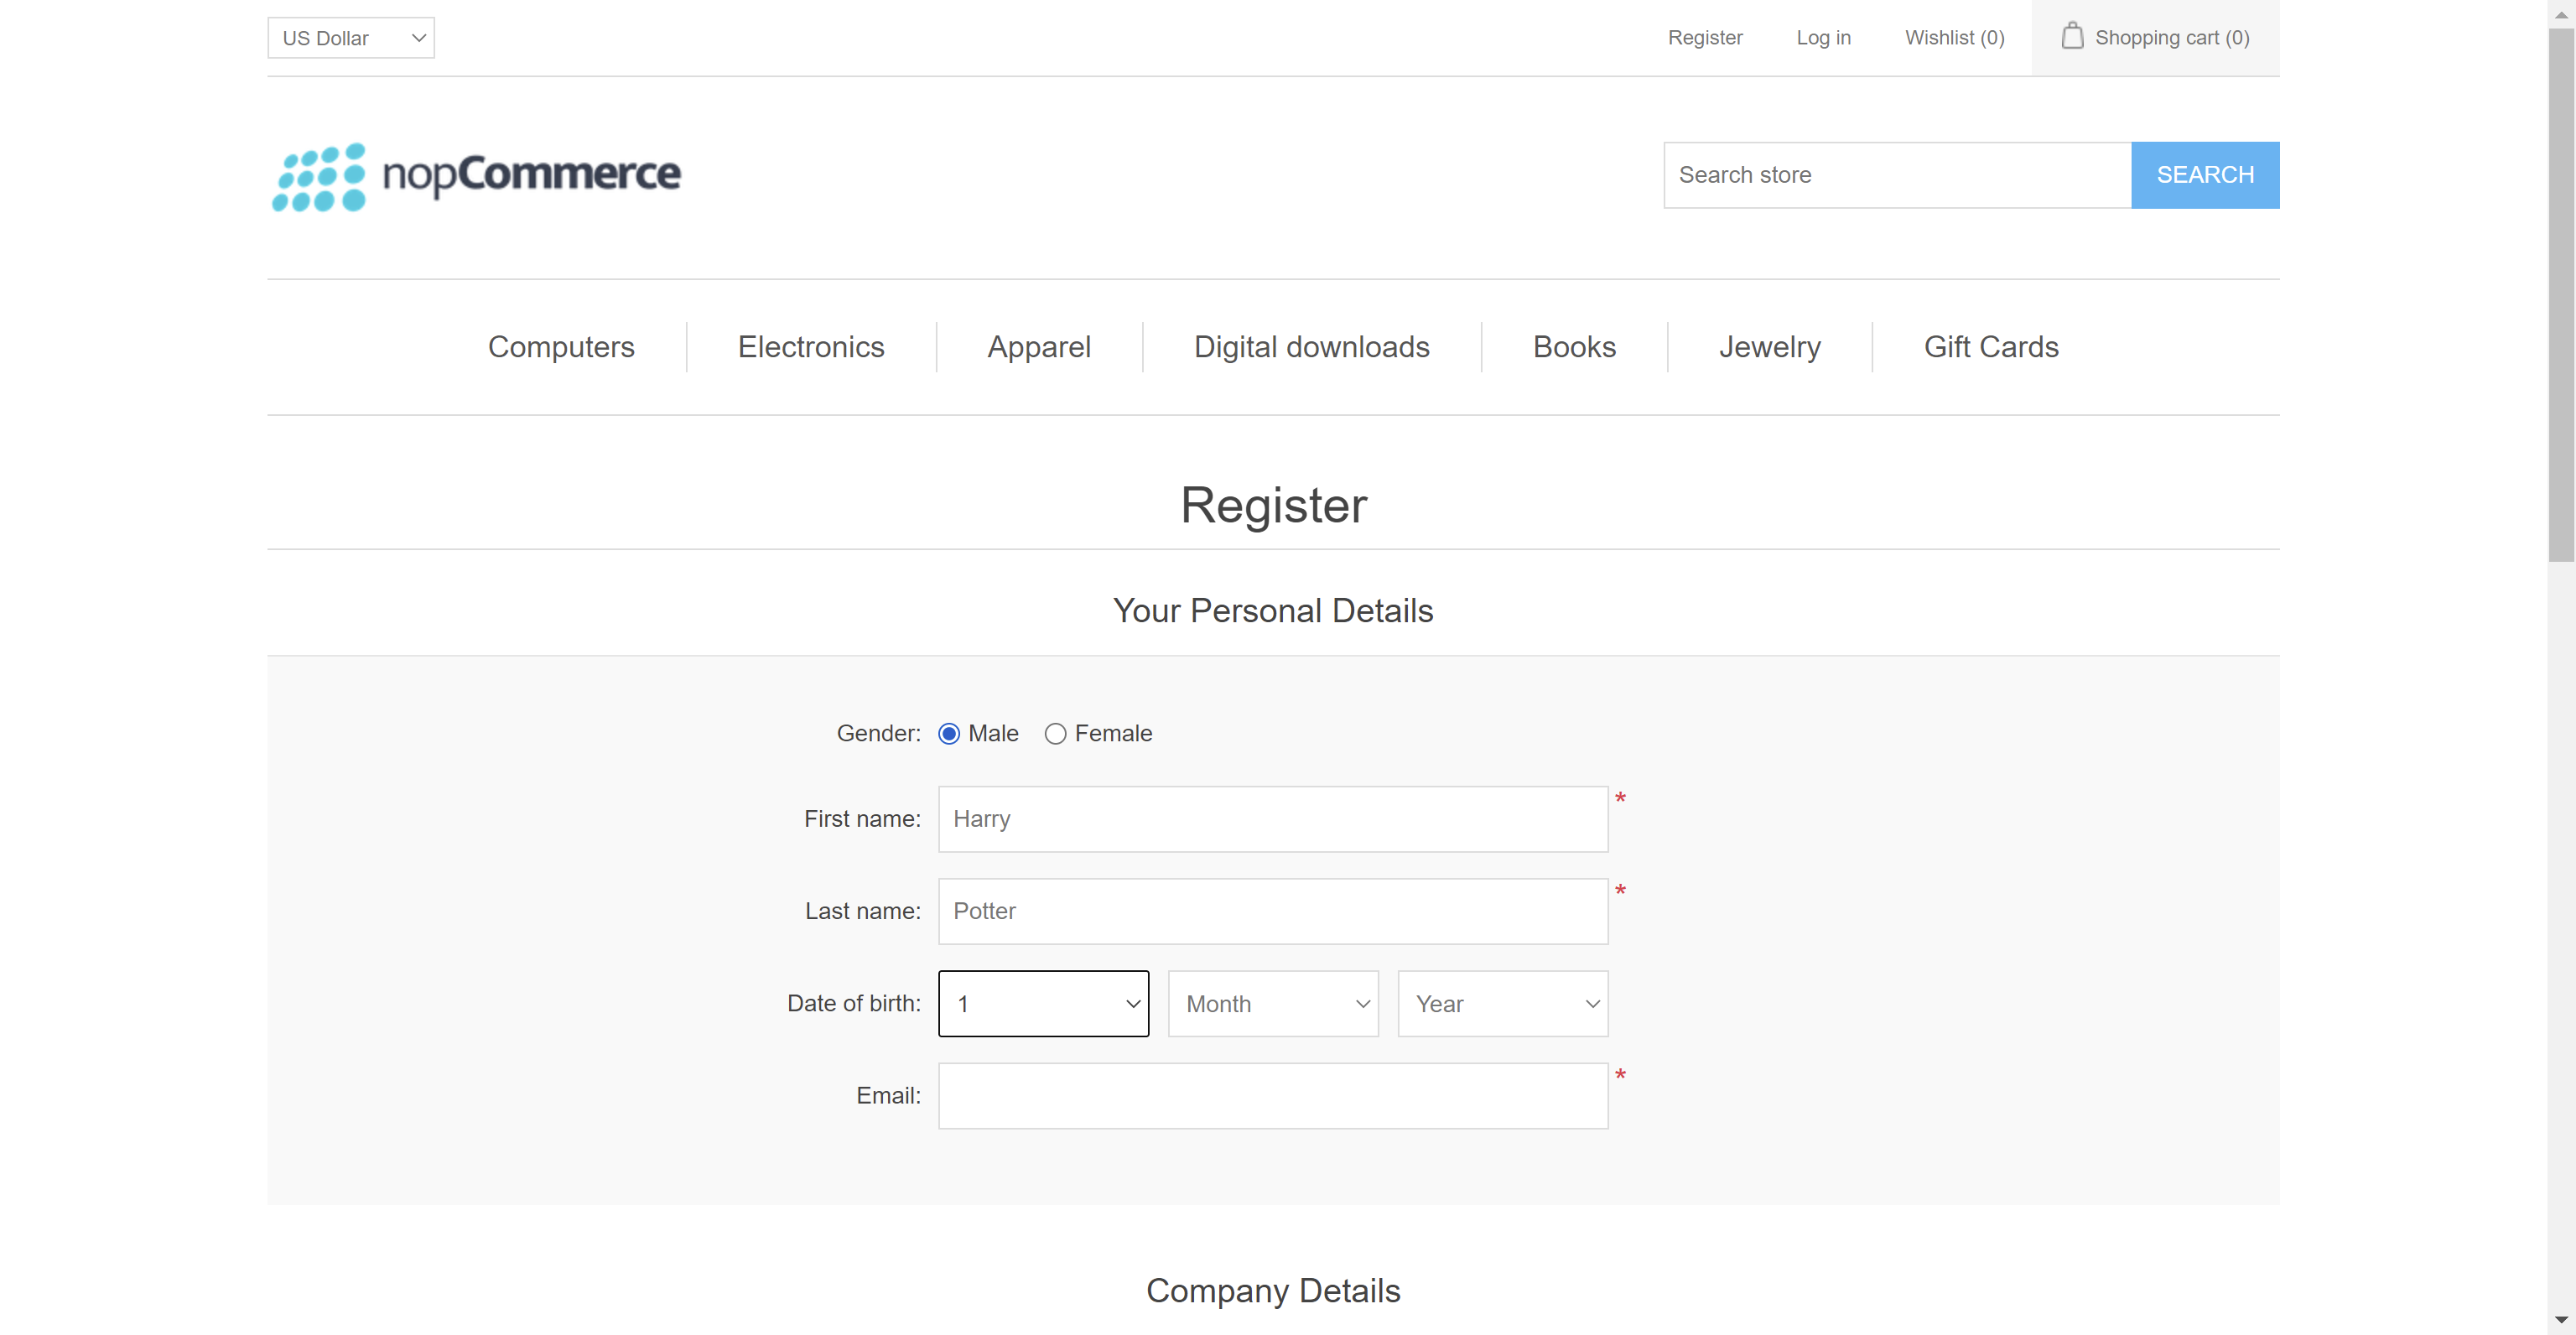 US Dollar
Register Log in Wishlist (0) Shopping cart (0)
nopCommerce
Search store SEARCH
Computers Electronics Apparel Digital downloads Books Jewelry Gift Cards
Register
Your Personal Details
Gender: Male Female
First name: Harry *
Last name: Potter *
Date of birth: 1 Month Year
Email: *
Company Details